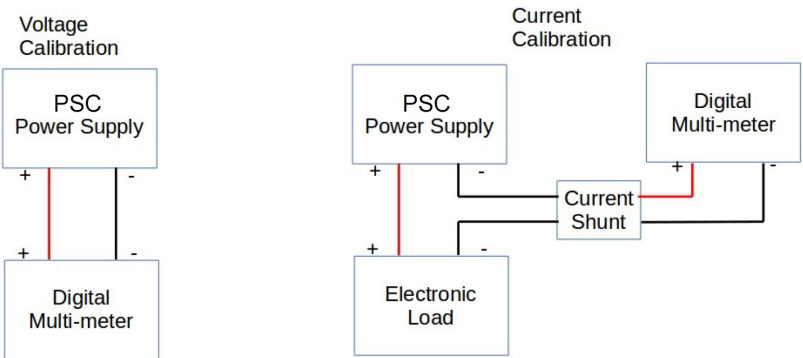 Voltage
Calibration
PSC
Power Supply
+ -
+ -
Digital
Multi-meter
Current
Calibration
PSC
Power Supply
+ -
Digital
Multi-meter
+ -
Current
Shunt
+ -
Electronic
Load